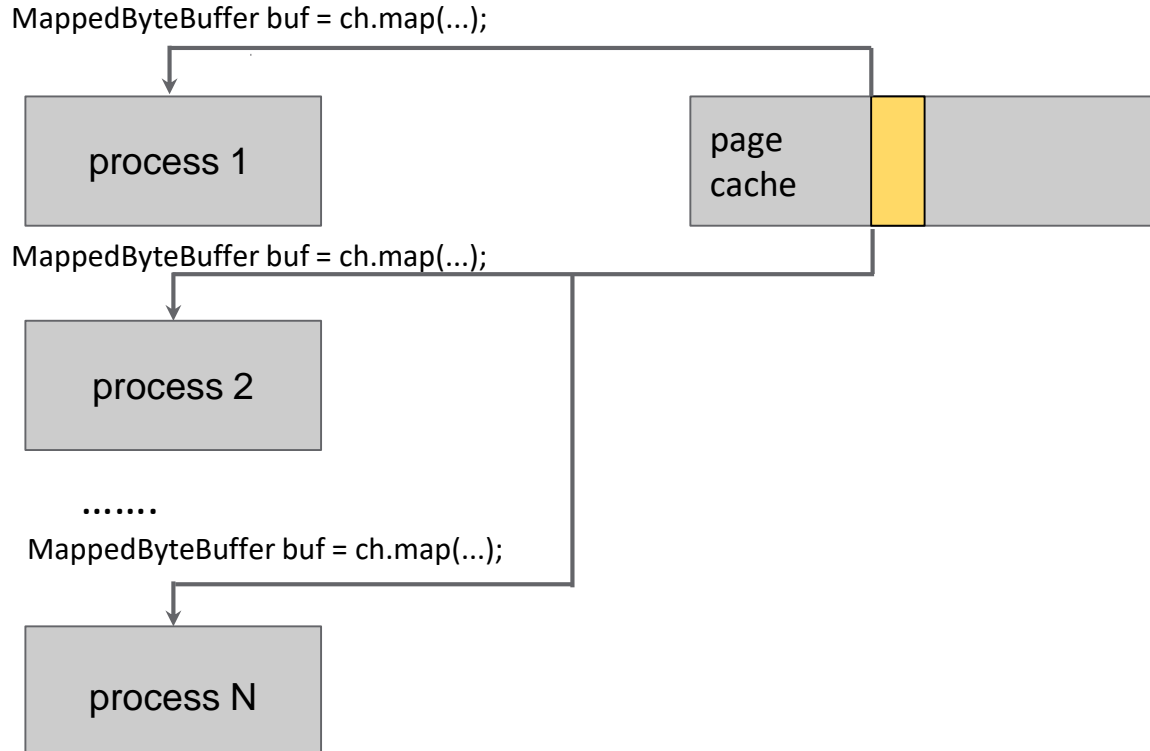 MappedByteBuffer buf = ch.map(...);
process 1
page
cache
MappedByteBuffer buf = ch.map(...);
process 2
.......
MappedByteBuffer buf = ch.map(...);
process N